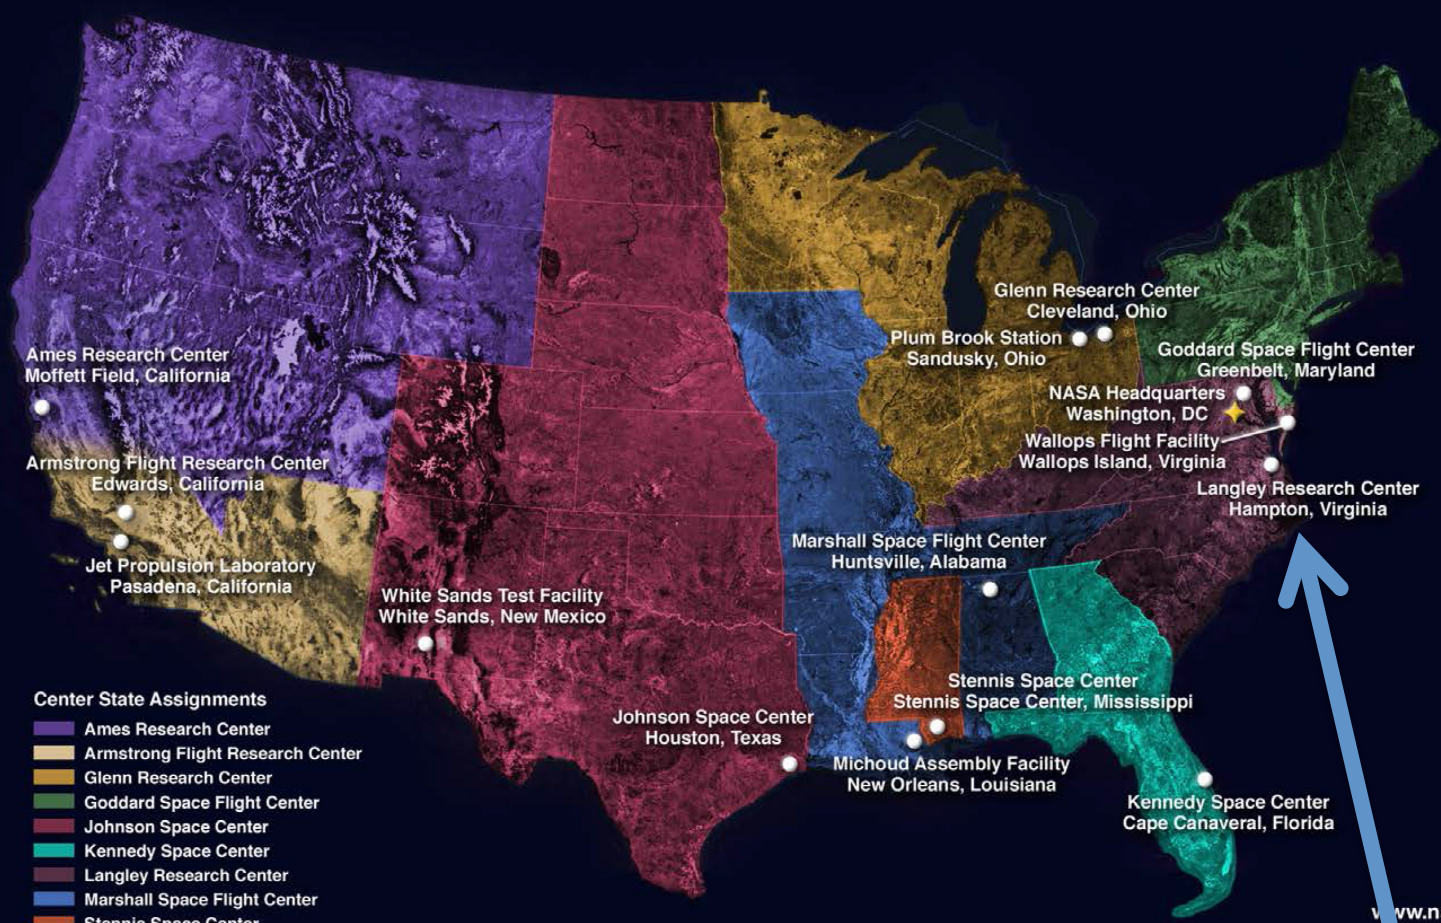 Glenn Research Center
Cleveland, Ohio
Plum Brook Station
Sandusky, Ohio
Ames Research Center
Moffett Field, California
Goddard Space Flight Center
Greenbelt, Maryland
NASA Headquarters
Washington, DC
Wallops Flight Facility
Wallops Island, Virginia
Armstrong Flight Research Center
Edwards, California
Langley Research Center
Hampton, Virginia
Marshall Space Flight Center
Huntsville, Alabama
Jet Propulsion Laboratory
Pasadena, California
White Sands Test Facility
White Sands, New Mexico
Stennis Space Center
Stennis Space Center, Mississippi
Johnson Space Center
Houston, Texas
Michoud Assembly Facility
New Orleans, Louisiana
Kennedy Space Center
Cape Canaveral, Florida
Center State Assignments
Ames Research Center
Armstrong Flight Research Center
Glenn Research Center
Goddard Space Flight Center
Johnson Space Center
Kennedy Space Center
Langley Research Center
Marshall Space Flight Center
Stennis Space Center